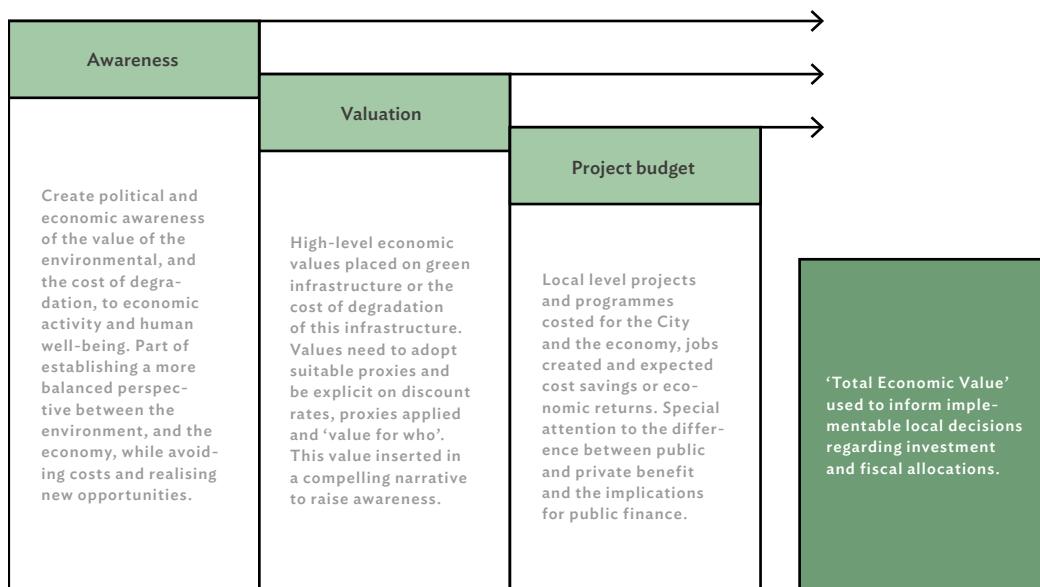 Awareness
Create political and
economic awareness
of the value of the
environmental, and
the cost of degra-
dation, to economic
activity and human
well-being. Part of
establishing a more
balanced perspec-
tive between the
environment, and the
economy, while avoid-
ing costs and realising
new opportunities.
Valuation
High-level economic
values placed on green
infrastructure or the
cost of degradation
of this infrastructure.
Values need to adopt
suitable proxies and
be explicit on discount
rates, proxies applied
and ‘value for who’.
This value inserted in
a compelling narrative
to raise awareness.
Project budget
Local level projects
and programmes
costed for the City
and the economy, jobs
created and expected
cost savings or eco-
nomic returns. Special
attention to the differ-
ence between public
and private benefit
and the implications
for public finance.
‘Total Economic Value’
used to inform imple-
mentable local decisions
regarding investment
and fiscal allocations.